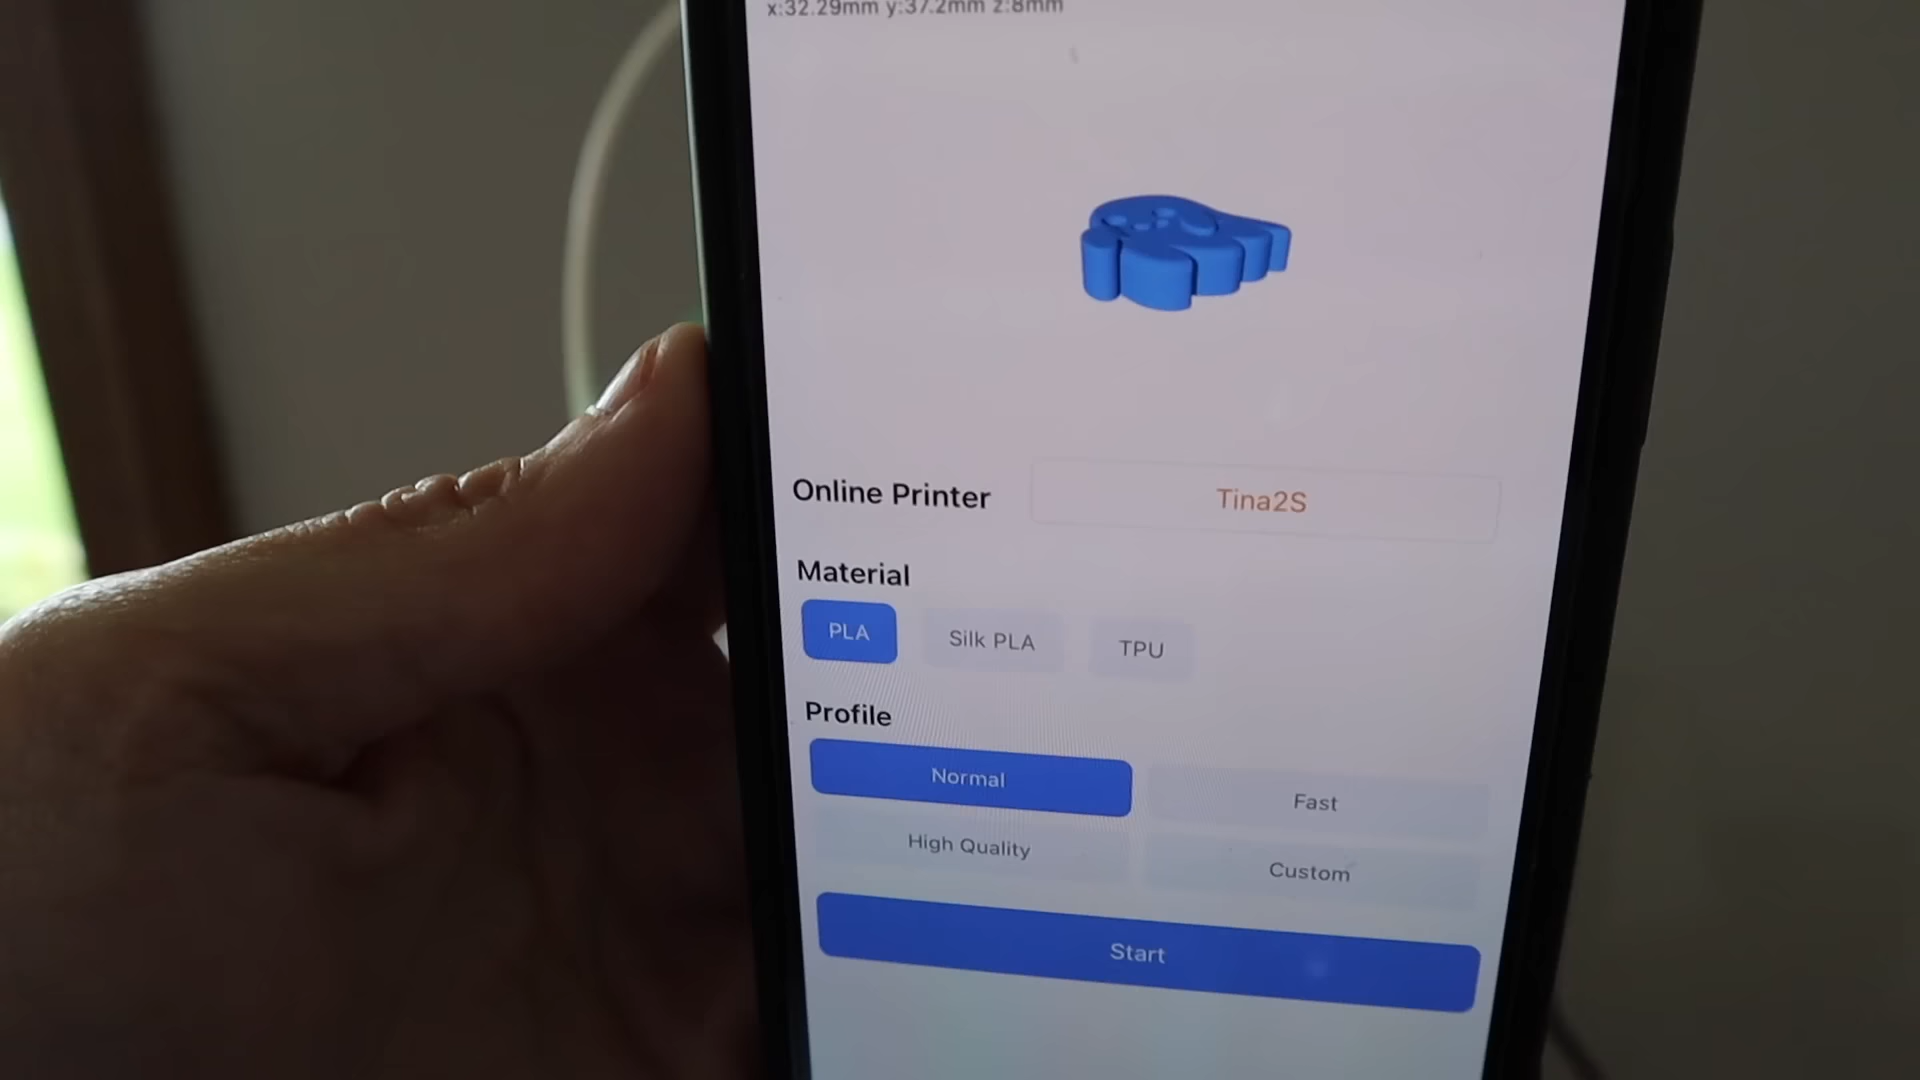 x:32.29mm y:37.2mm z:8mm
Online Printer
Tina2S
Material
PLA
Silk PLA
TPU
Profile
Normal
Fast
High Quality
Custom
Start